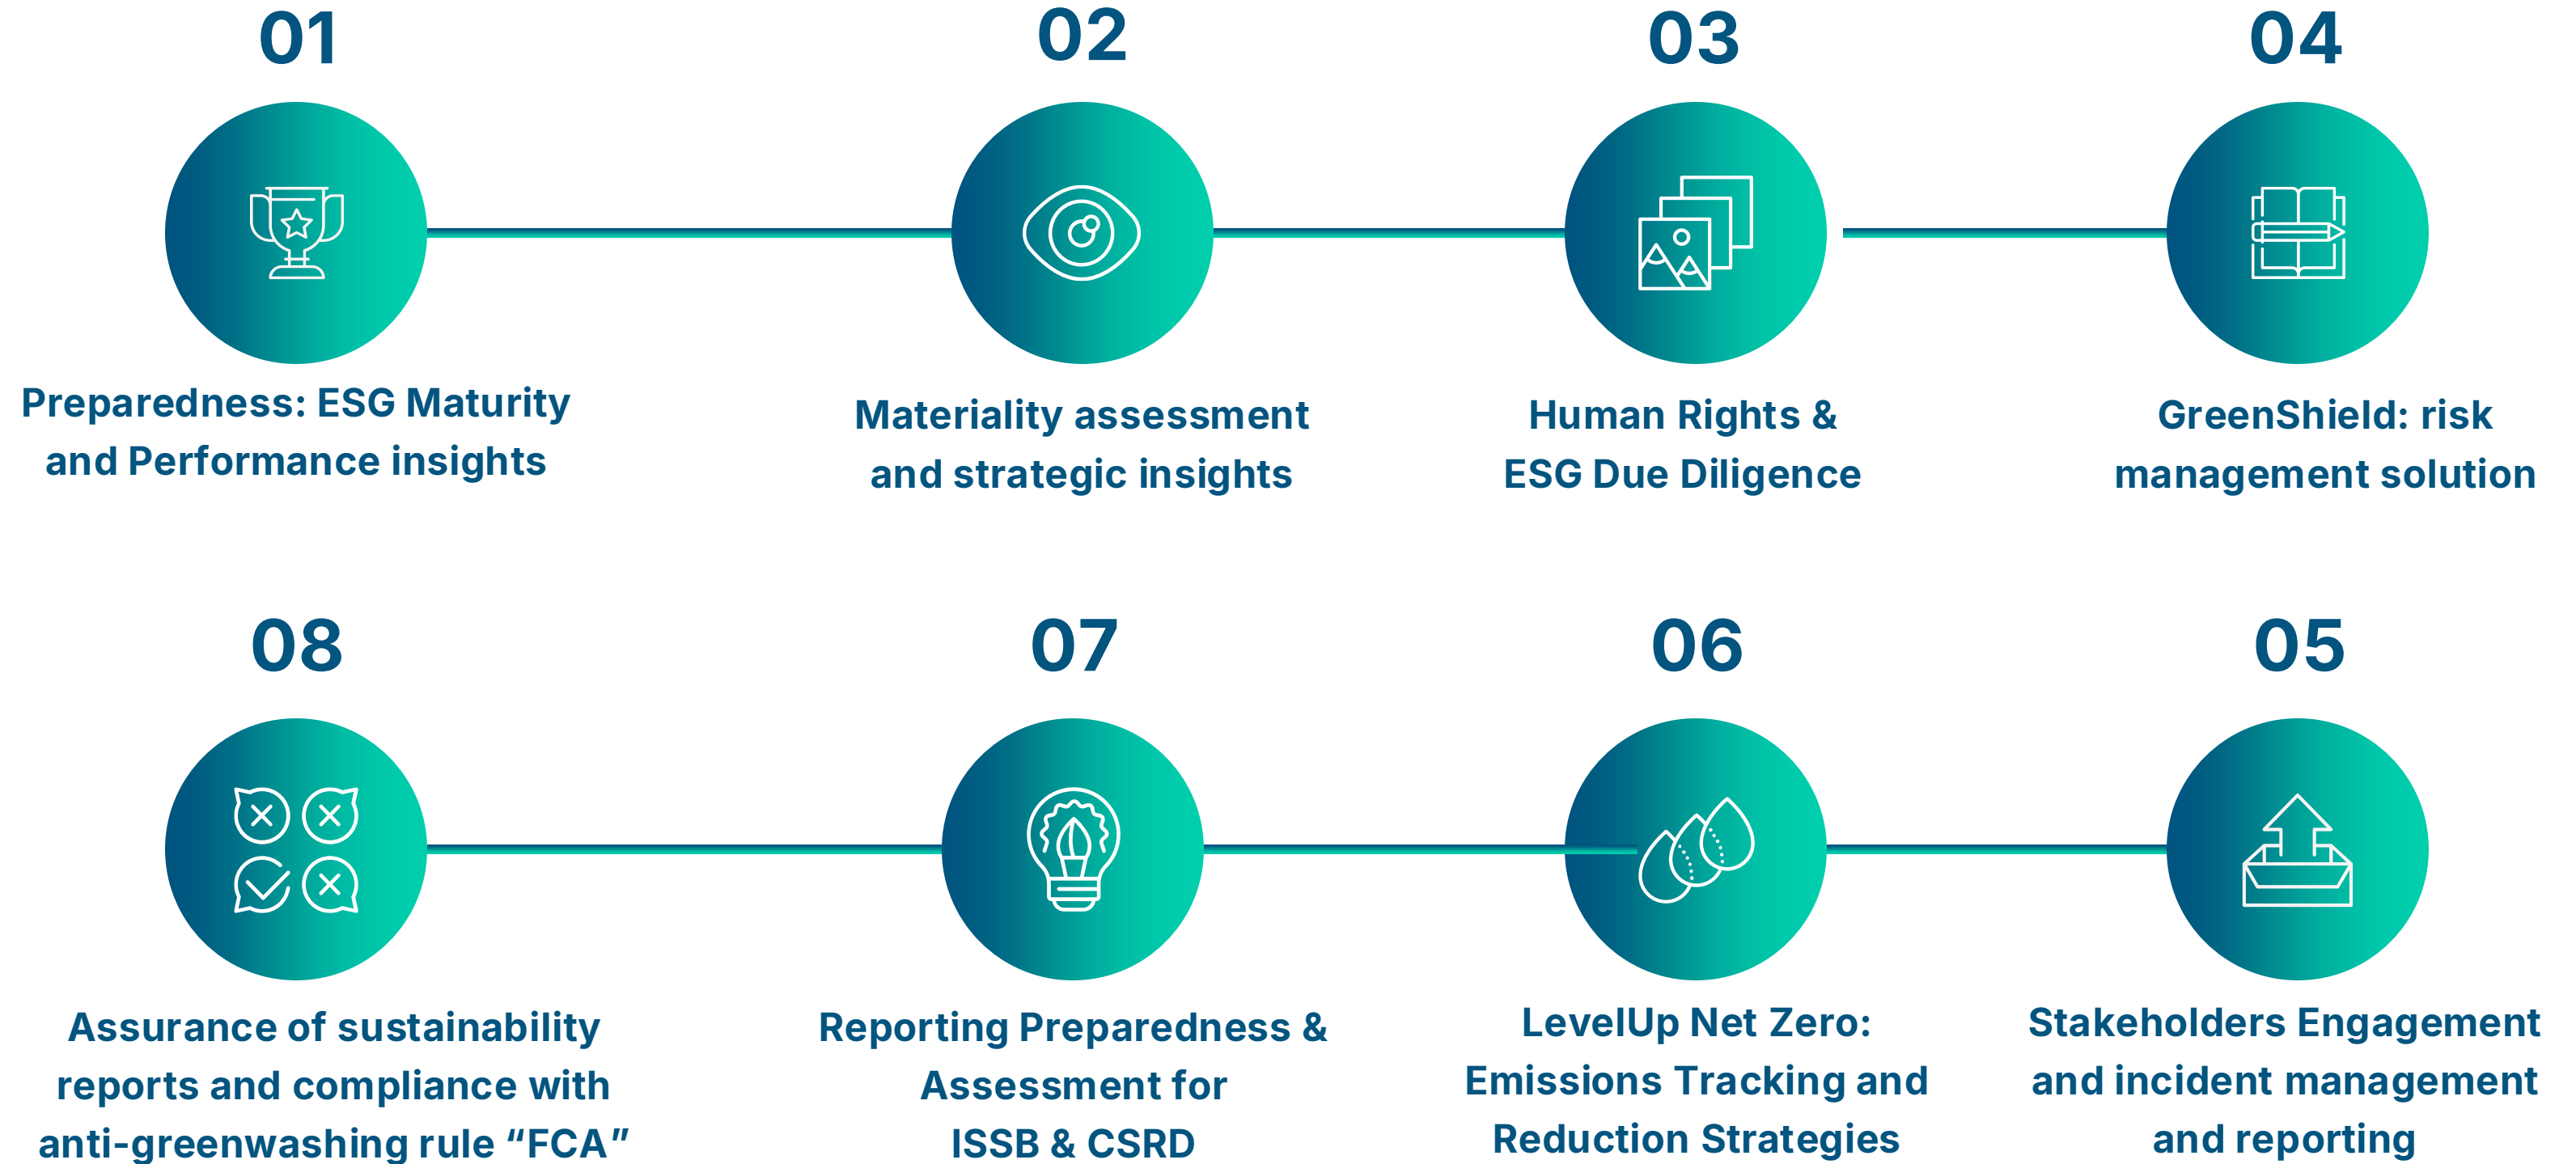 01
Preparedness: ESG Maturity
and Performance insights
02
Materiality assessment
and strategic insights
03
Human Rights &
ESG Due Diligence
04
GreenShield: risk
management solution
08
Assurance of sustainability
reports and compliance with
anti-greenwashing rule “FCA”
07
Reporting Preparedness &
Assessment for
ISSB & CSRD
06
LevelUp Net Zero:
Emissions Tracking and
Reduction Strategies
05
Stakeholders Engagement
and incident management
and reporting